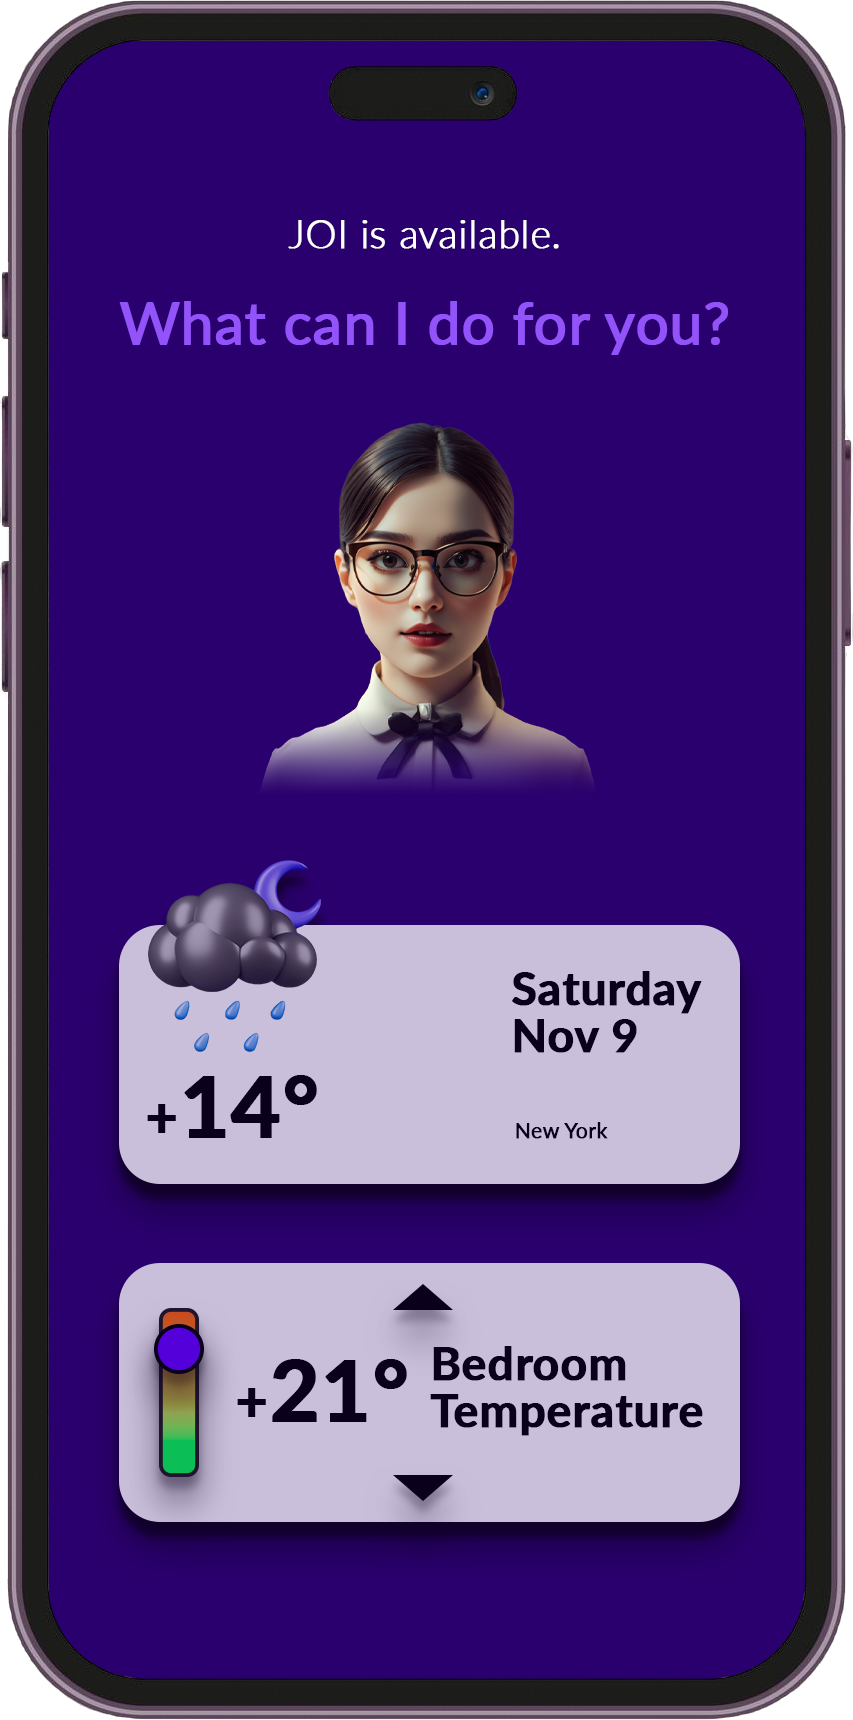 JOI is available.
What can I do for you?
Saturday
Nov 9
+14°
New York
+21°
Bedroom
Temperature